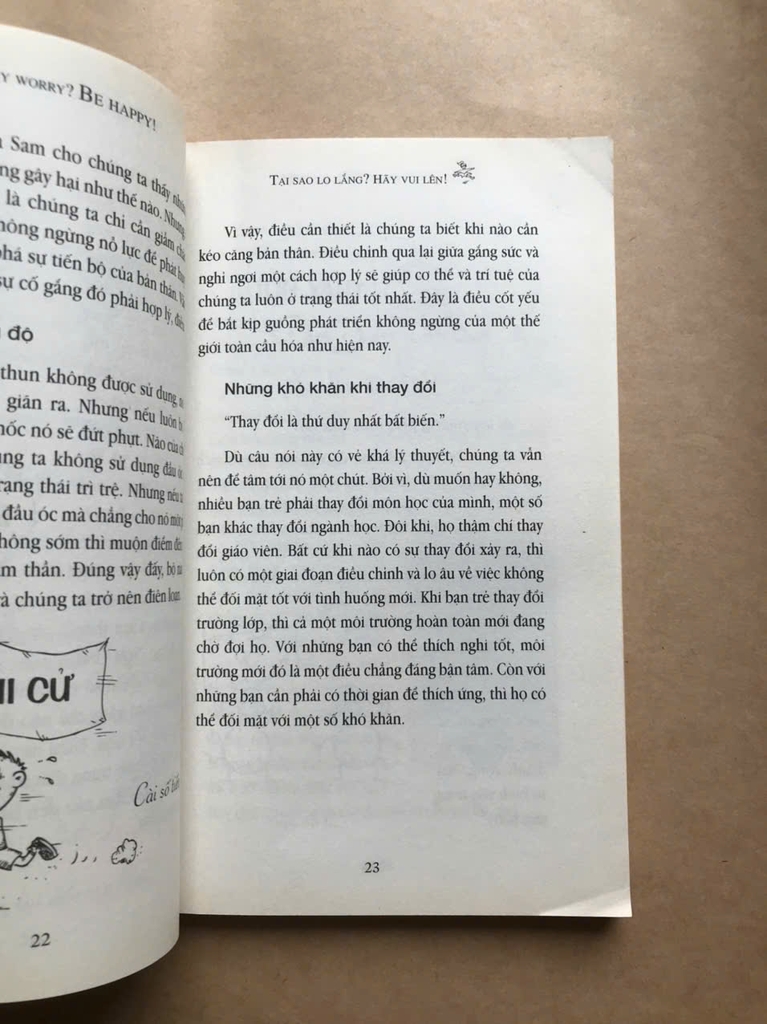 WORRY? BE HAPPY!
Sam cho chúng ta thấy
gây hại như thế nào. Nhưng
là chúng ta chỉ cần giảm
ngừng nỗ lực để phát
sự tiến bộ của bản thân.
cố gắng đó phải hợp lý,
độ
thun không được sử dụng
giãn ra. Nhưng nếu luôn
nó sẽ đứt phụt. Não của
ta không sử dụng đầu óc,
trạng thái trì trệ. Nhưng nếu
đầu óc mà chẳng cho nó
không sớm thì muộn
thần. Đúng vậy đấy,
và chúng ta trở nên điên loạn.
CỬ
Cài số
22
TẠI SAO LO LẮNG? HÃY VUI LÊN!
Vì vậy, điều cần thiết là chúng ta biết khi nào cần
kéo căng bản thân. Điều chỉnh qua lại giữa gắng sức và
nghỉ ngơi một cách hợp lý sẽ giúp cơ thể và trí tuệ của
chúng ta luôn ở trạng thái tốt nhất. Đây là điều cốt yếu
để bắt kịp guồng phát triển không ngừng của một thế
giới toàn cầu hóa như hiện nay.
Những khó khăn khi thay đổi
“Thay đổi là thứ duy nhất bất biến.”
Dù câu nói này có vẻ khá lý thuyết, chúng ta vẫn
nên để tâm tới nó một chút. Bởi vì, dù muốn hay không,
nhiều bạn trẻ phải thay đổi môn học của mình, một số
bạn khác thay đổi ngành học. Đôi khi, họ thậm chí thay
đổi giáo viên. Bất cứ khi nào có sự thay đổi xảy ra, thì
luôn có một giai đoạn điều chỉnh và lo âu về việc không
thể đối mặt tốt với tình huống mới. Khi bạn trẻ thay đổi
trường lớp, thì cả một môi trường hoàn toàn mới đang
chờ đợi họ. Với những bạn có thể thích nghi tốt, môi
trường mới đó là một điều chẳng đáng bận tâm. Còn với
những bạn cần phải có thời gian để thích ứng, thì họ có
thể đối mặt với một số khó khăn.
23